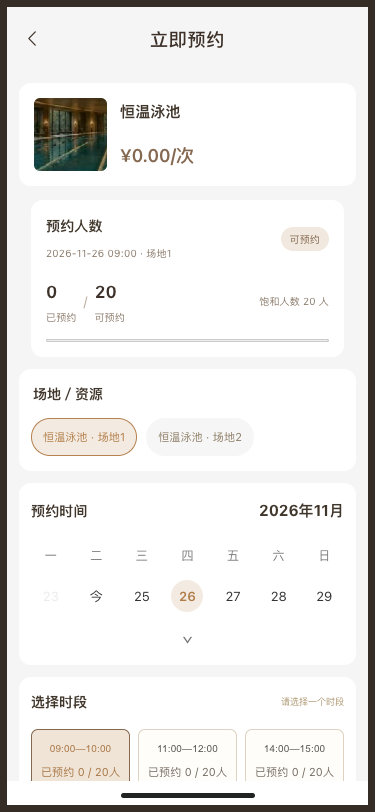 立即预约
恒温泳池
¥0.00/次
预约人数
可预约
2026-11-26 09:00 · 场地1
0 / 20
饱和人数 20 人
已预约 可预约
场地 / 资源
恒温泳池 · 场地1 恒温泳池 · 场地2
预约时间 2026年11月
一 二 三 四 五 六 日
23 今 25 26 27 28 29
选择时段 请选择一个时段
09:00—10:00 11:00—12:00 14:00—15:00
已预约 0 / 20人 已预约 0 / 20人 已预约 0 / 20人